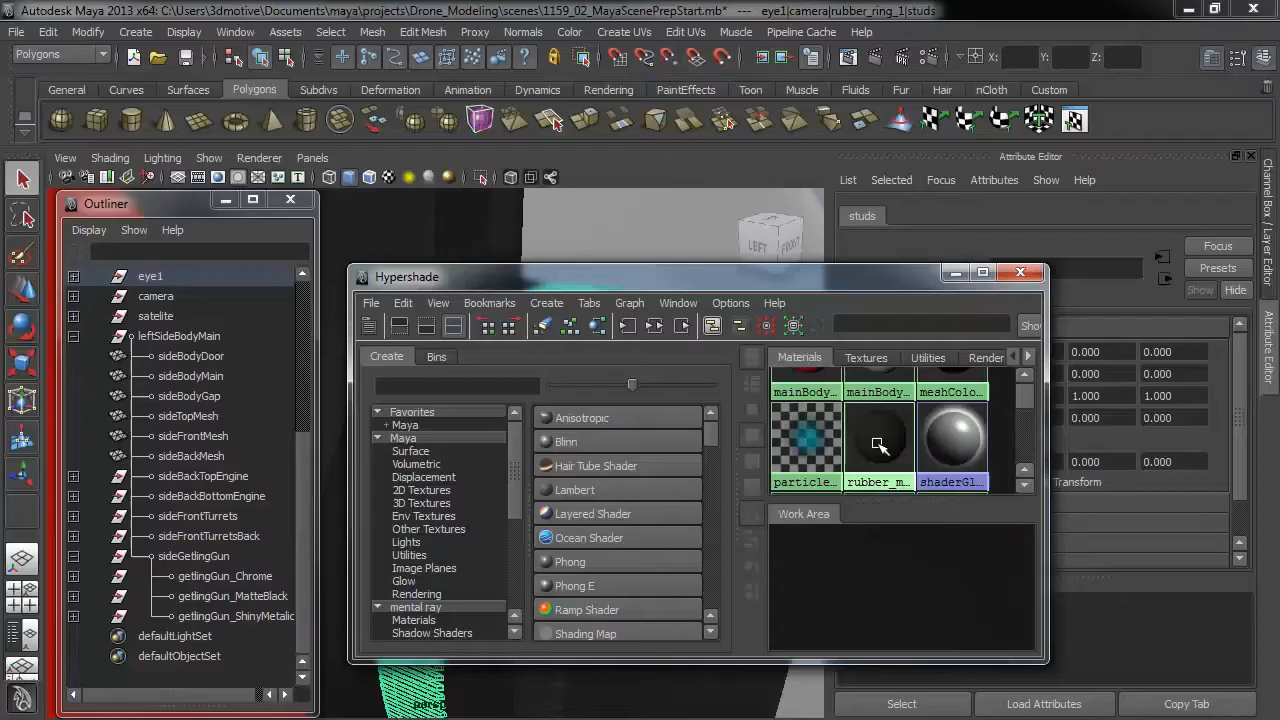 Autodesk Maya 2013 x64: C:\Users\3dmotive\Documents\maya\projects\Drone_Modeling\scenes\1159_02_MayaScenePrepStart.mb* --- eye1|camera|rubber_ring_1|studs
File Edit Modify Create Display Window Assets Select Mesh Edit Mesh Proxy Normals Color Create UVs Edit UVs Muscle Pipeline Cache Help
Polygons X: Y: Z:
General Curves Surfaces Polygons Subdivs Deformation Animation Dynamics Rendering PaintEffects Toon Muscle Fluids Fur Hair nCloth Custom
View Shading Lighting Show Renderer Panels
Attribute Editor
List Selected Focus Attributes Show Help
Outliner
Display Show Help
eye1
camera
satelite
leftSideBodyMain
sideBodyDoor
sideBodyMain
sideBodyGap
sideTopMesh
sideFrontMesh
sideBackMesh
sideBackTopEngine
sideBackBottomEngine
sideFrontTurrets
sideFrontTurretsBack
sideGetlingGun
getlingGun_Chrome
getlingGun_MatteBlack
getlingGun_ShinyMetalic
defaultLightSet
defaultObjectSet
LEFT FRONT
Hypershade
File Edit View Bookmarks Create Tabs Graph Window Options Help
Show
Create Bins
Favorites
+ Maya
Maya
Surface
Volumetric
Displacement
2D Textures
3D Textures
Env Textures
Other Textures
Lights
Utilities
Image Planes
Glow
Rendering
mental ray
Materials
Shadow Shaders
Anisotropic
Blinn
Hair Tube Shader
Lambert
Layered Shader
Ocean Shader
Phong
Phong E
Ramp Shader
Shading Map
Materials Textures Utilities Render
mainBody... mainBody... meshColo...
particle... rubber_m... shaderGl...
Work Area
studs
Focus
Presets
Show Hide
0.000 0.000
0.000 0.000
1.000 1.000
0.000 0.000
0.000 0.000
Transform
Select Load Attributes Copy Tab
Channel Box / Layer Editor
Attribute Editor
persp